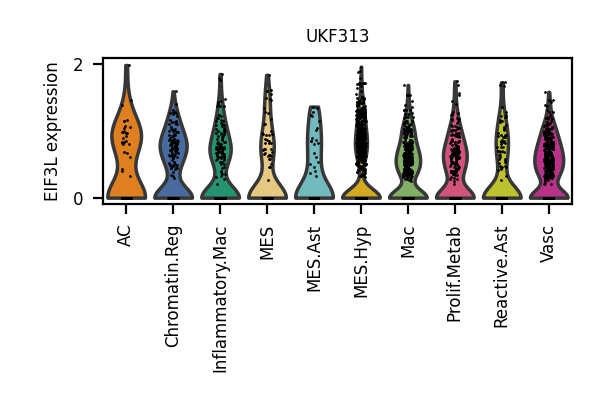 UKF313
EIF3L expression
2
0
AC
Chromatin.Reg
Inflammatory.Mac
MES
MES.Ast
MES.Hyp
Mac
Prolif.Metab
Reactive.Ast
Vasc